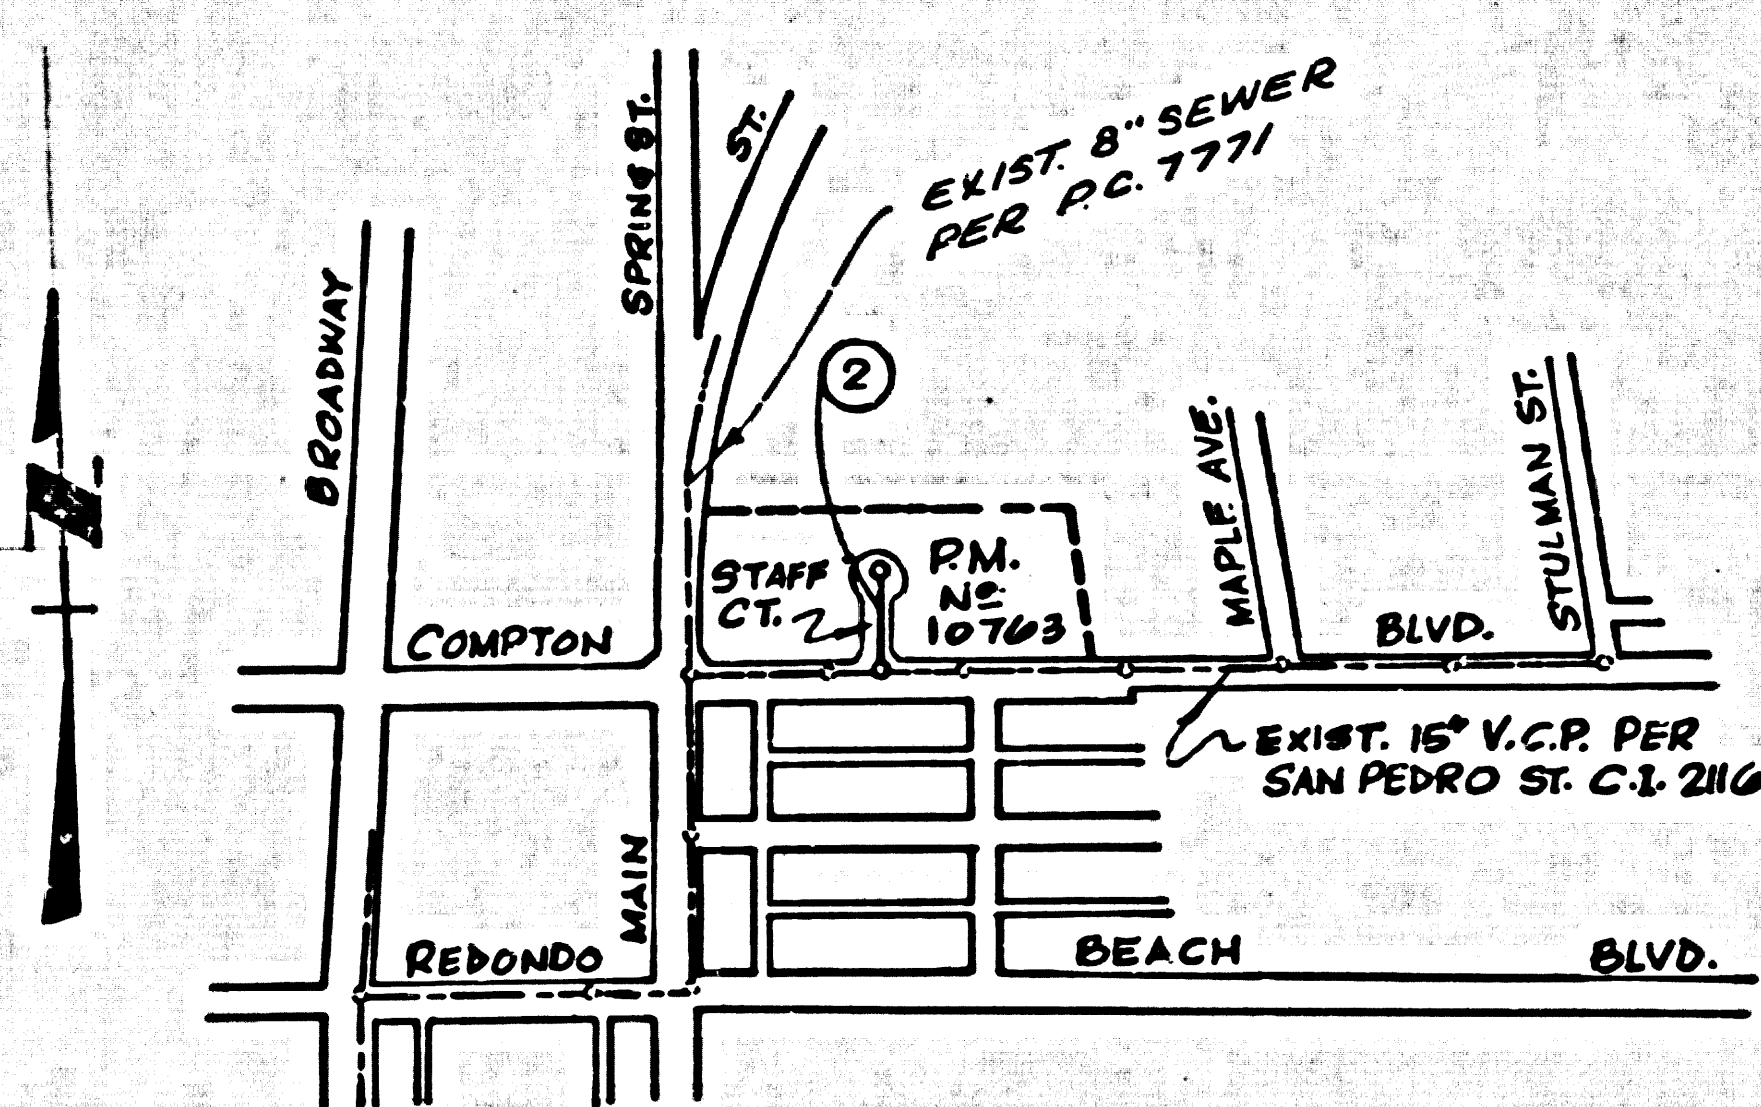 EXIST. 8" SEWER
PER P.C. 7771
ST.
SPRING ST.
BROADWAY
2
MAPLE AVE.
STULMAN ST.
STAFF
CT.
P.M.
Nº
10763
COMPTON
BLVD.
EXIST. 15" V.C.P. PER
SAN PEDRO ST. C.I. 2116
MAIN
REDONDO
BEACH
BLVD.
N